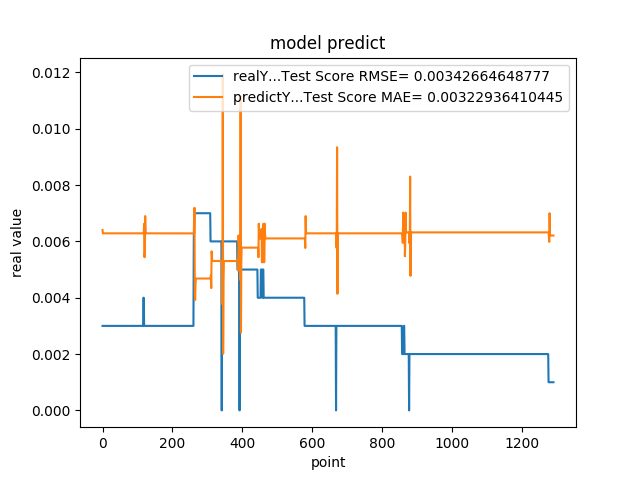 model predict
realY...Test Score RMSE= 0.00342664648777
predictY...Test Score MAE= 0.00322936410445
0.012
0.010
0.008
0.006
0.004
0.002
0.000
real value
0 200 400 600 800 1000 1200
point